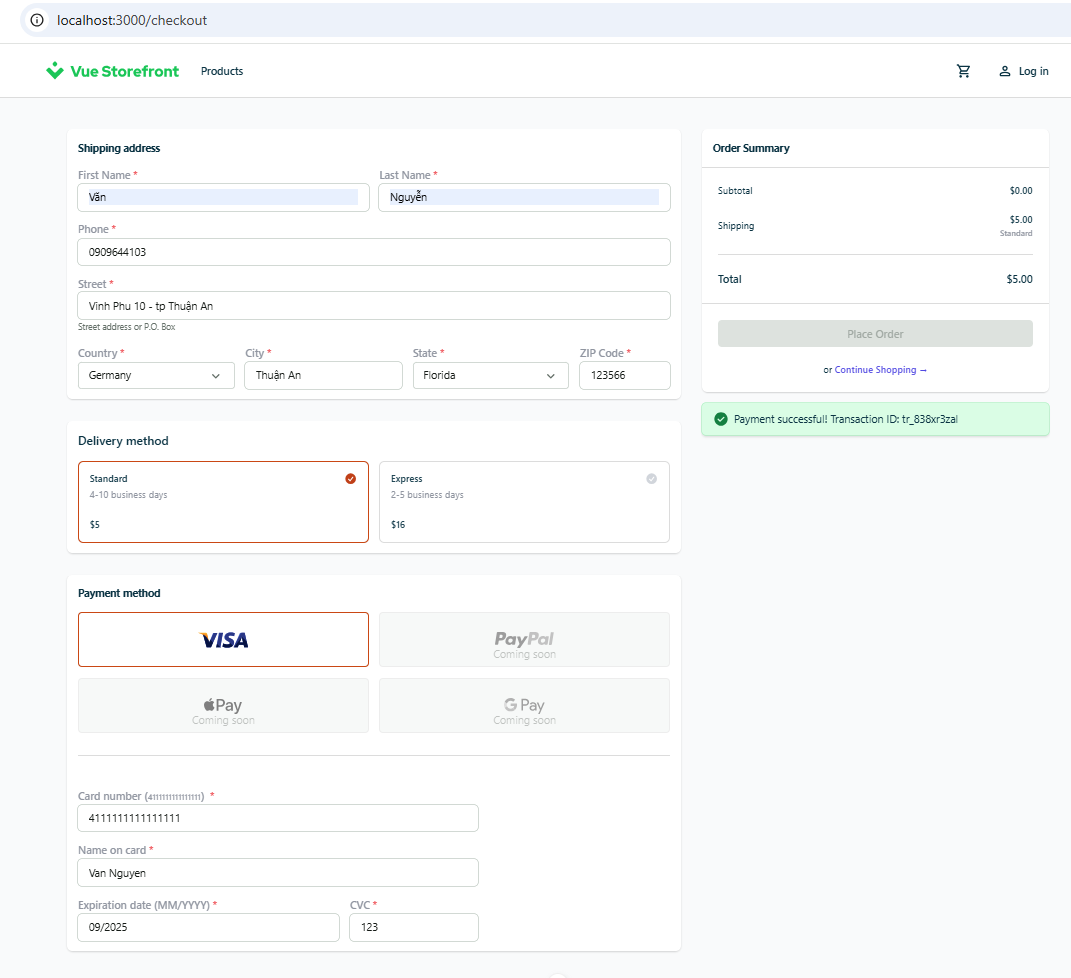 localhost:3000/checkout
Vue Storefront
Products
Log in
Shipping address
First Name *
Last Name *
Văn
Nguyễn
Phone *
0909644103
Street *
Vinh Phu 10 - tp Thuận An
Street address or P.O. Box
Country *
City *
State *
ZIP Code *
Germany
Thuận An
Florida
123566
Delivery method
Standard
4-10 business days
$5
Express
2-5 business days
$16
Payment method
VISA
PayPal
Coming soon
Pay
Coming soon
G Pay
Coming soon
Card number (4111111111111111) *
4111111111111111
Name on card *
Van Nguyen
Expiration date (MM/YYYY) *
CVC *
09/2025
123
Order Summary
Subtotal
$0.00
Shipping
$5.00
Standard
Total
$5.00
Place Order
or Continue Shopping →
Payment successful! Transaction ID: tr_838xr3zal